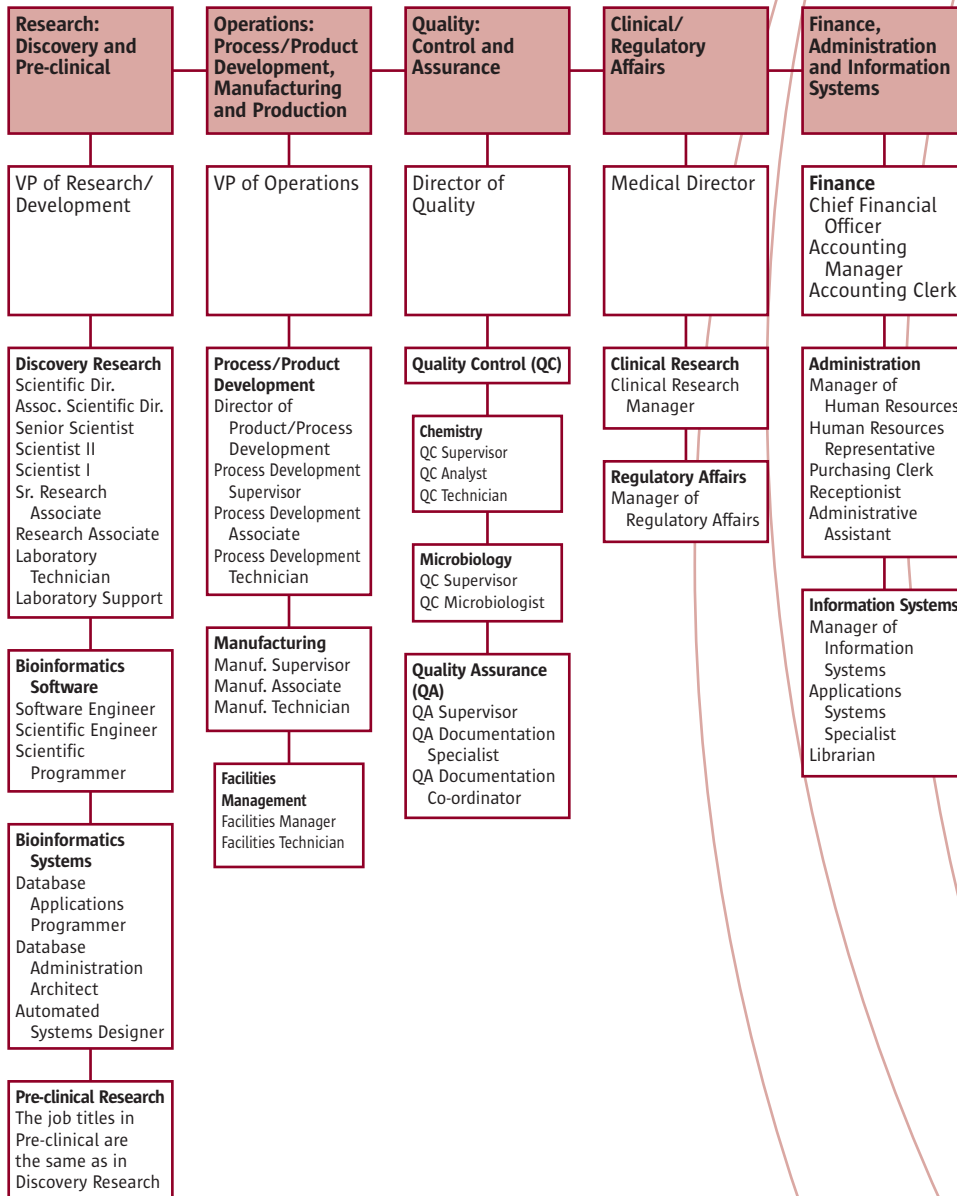 Research:
Discovery and
Pre-clinical
VP of Research/
Development
Discovery Research
Scientific Dir.
Assoc. Scientific Dir.
Senior Scientist
Scientist II
Scientist I
Sr. Research
Associate
Research Associate
Laboratory
Technician
Laboratory Support
Bioinformatics
Software
Software Engineer
Scientific Engineer
Scientific
Programmer
Bioinformatics
Systems
Database
Applications
Programmer
Database
Administration
Architect
Automated
Systems Designer
Pre-clinical Research
The job titles in
Pre-clinical are
the same as in
Discovery Research
Operations:
Process/Product
Development,
Manufacturing
and Production
VP of Operations
Process/Product
Development
Director of
Product/Process
Development
Process Development
Supervisor
Process Development
Associate
Process Development
Technician
Manufacturing
Manuf. Supervisor
Manuf. Associate
Manuf. Technician
Facilities
Management
Facilities Manager
Facilities Technician
Quality:
Control and
Assurance
Director of
Quality
Quality Control (QC)
Chemistry
QC Supervisor
QC Analyst
QC Technician
Microbiology
QC Supervisor
QC Microbiologist
Quality Assurance
(QA)
QA Supervisor
QA Documentation
Specialist
QA Documentation
Co-ordinator
Clinical/
Regulatory
Affairs
Medical Director
Clinical Research
Clinical Research
Manager
Regulatory Affairs
Manager of
Regulatory Affairs
Finance,
Administration
and Information
Systems
Finance
Chief Financial
Officer
Accounting
Manager
Accounting Clerk
Administration
Manager of
Human Resources
Human Resources
Representative
Purchasing Clerk
Receptionist
Administrative
Assistant
Information Systems
Manager of
Information
Systems
Applications
Systems
Specialist
Librarian